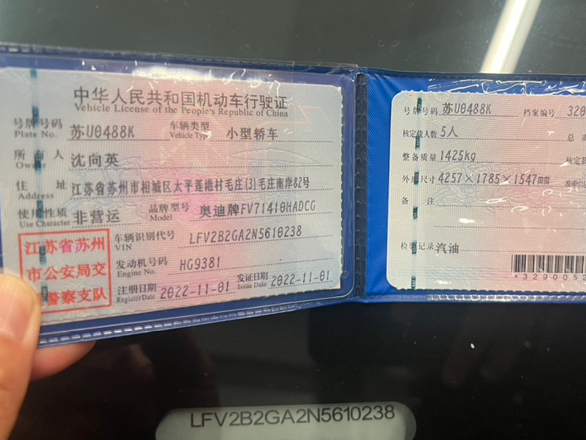 中华人民共和国机动车行驶证
Vehicle License of the People's Republic of China
号牌号码 Plate No. 苏U0488K 车辆类型 Vehicle Type 小型轿车
所有人 Owner 沈向英
住址 Address 江苏省苏州市相城区太平莲港村毛庄(3)毛庄南岸82号
使用性质 Use Character 非营运 品牌型号 Model 奥迪牌FV71410HADCG
江苏省苏州
市公安局交
警察支队
车辆识别代号 VIN LFV2B2GA2N5610238
发动机号码 Engine No. HG9381
注册日期 Register Date 2022-11-01 发证日期 Issue Date 2022-11-01
号牌号码 苏U0488K 档案编号 320
核定载人数 5人 总
整备质量 1425kg
外廓尺寸 4257×1785×1547mm
备注
检验记录 汽油
*3290052
LFV2B2GA2N5610238